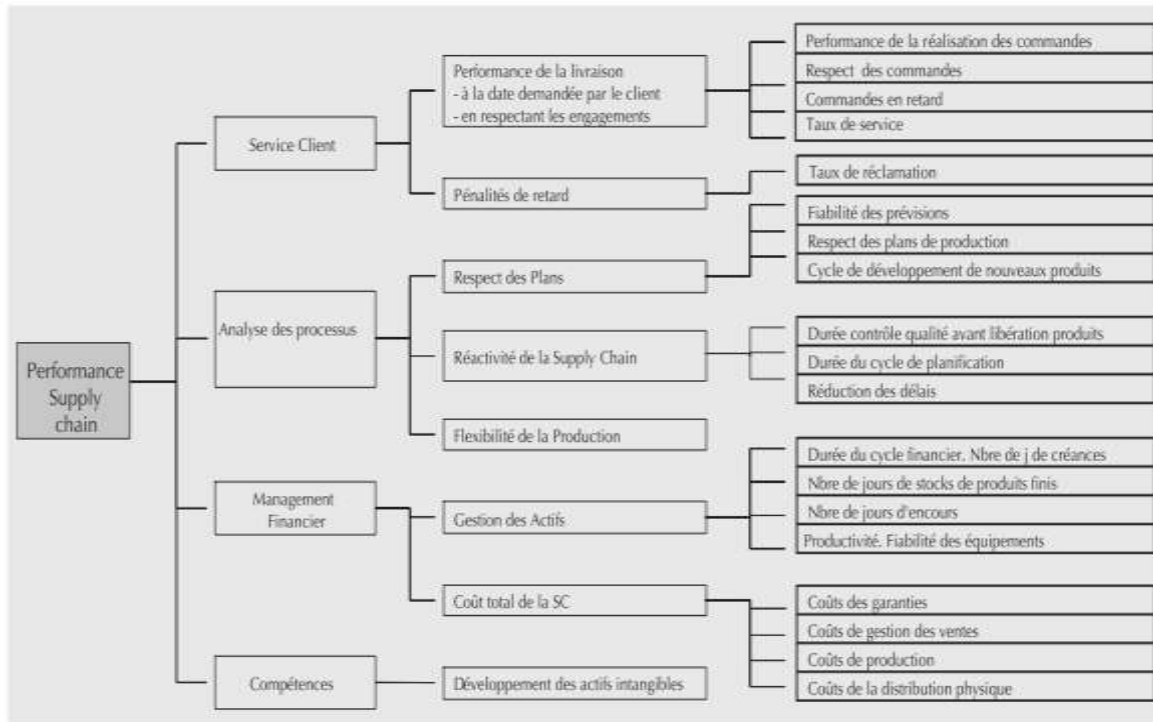 Performance
Supply
chain
Service Client
Performance de la livraison
- à la date demandée par le client
- en respectant les engagements
Performance de la réalisation des commandes
Respect des commandes
Commandes en retard
Taux de service
Pénalités de retard
Taux de réclamation
Analyse des processus
Respect des Plans
Fiabilité des prévisions
Respect des plans de production
Cycle de développement de nouveaux produits
Réactivité de la Supply Chain
Durée contrôle qualité avant libération produits
Durée du cycle de planification
Réduction des délais
Flexibilité de la Production
Management
Financier
Gestion des Actifs
Durée du cycle financier. Nbre de j de créances
Nbre de jours de stocks de produits finis
Nbre de jours d'encours
Productivité. Fiabilité des équipements
Coût total de la SC
Coûts des garanties
Coûts de gestion des ventes
Coûts de production
Coûts de la distribution physique
Compétences
Développement des actifs intangibles